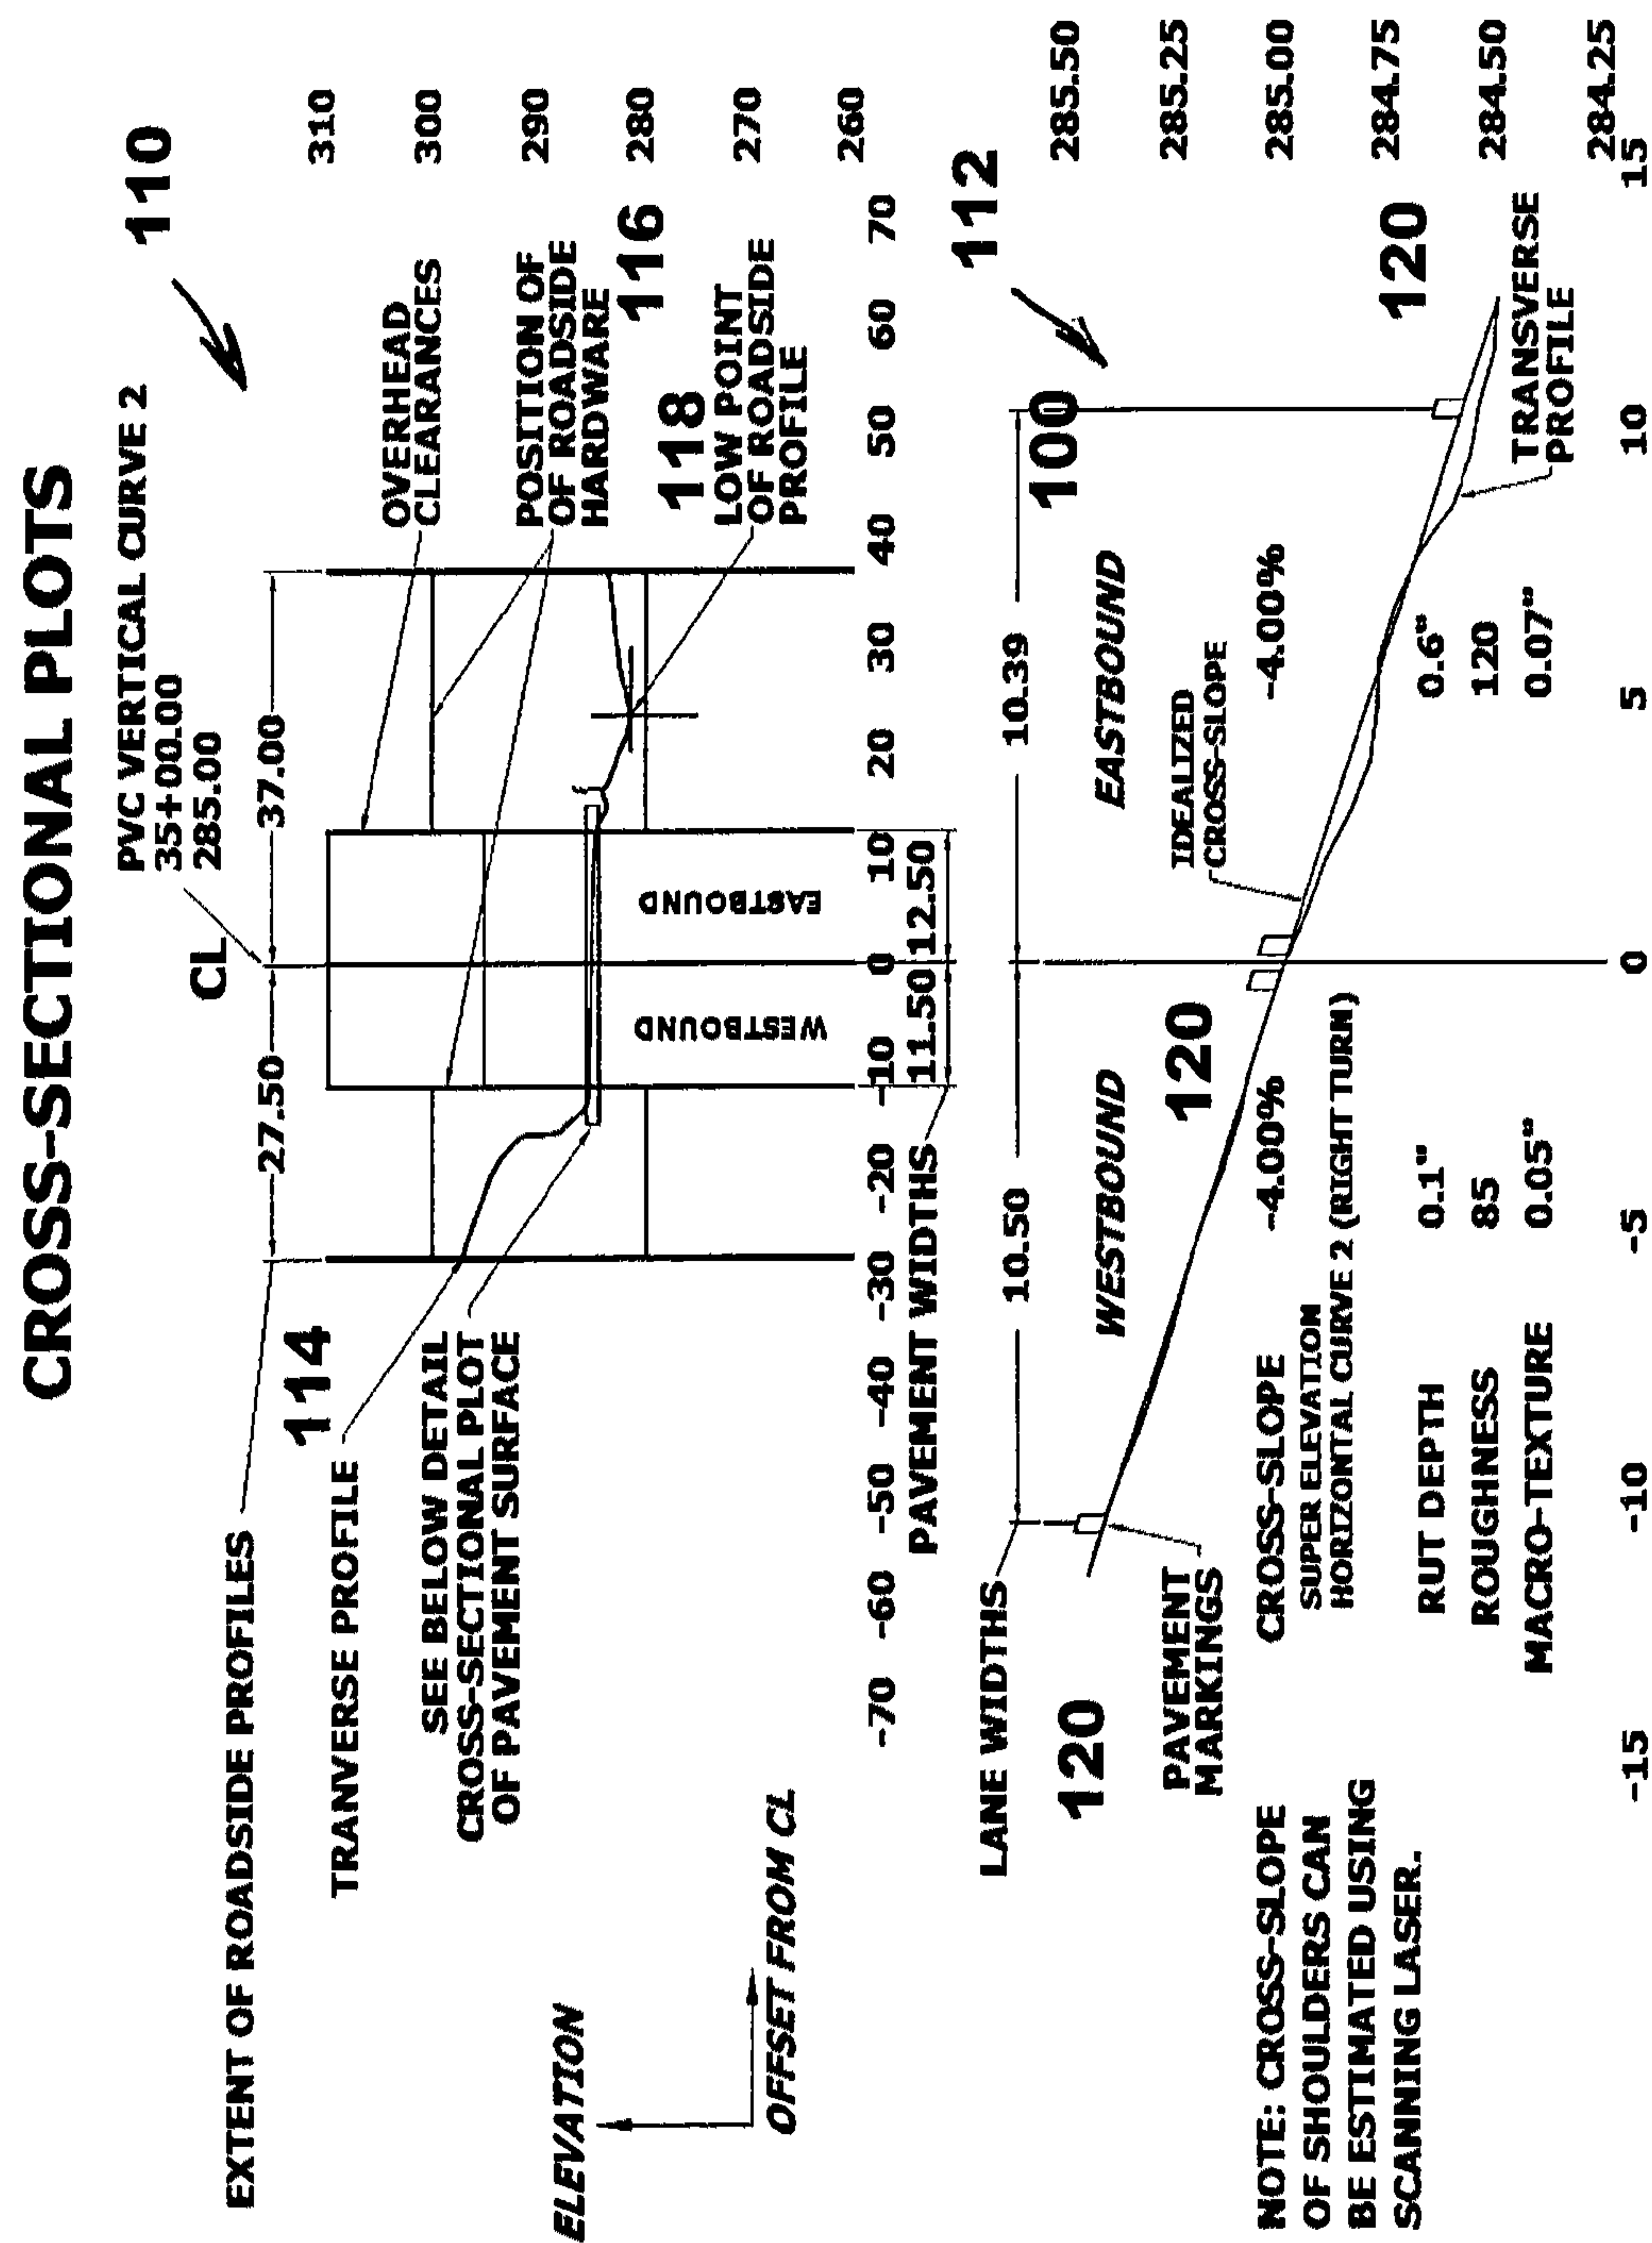 CROSS-SECTIONAL PLOTS
PVC VERTICAL CURVE 2
35+00.00
285.00
110
CL
27.50
37.00
EXTENT OF ROADSIDE PROFILES
114
TRANVERSE PROFILE
SEE BELOW DETAIL
CROSS-SECTIONAL PLOT
OF PAVEMENT SURFACE
OVERHEAD
CLEARANCES
POSITION OF
OF ROADSIDE
HARDWARE
116
118
LOW POINT
OF ROADSIDE
PROFILE
310
300
290
280
270
260
WESTBOUND
EASTBOUND
ELEVATION
OFFSET FROM CL
-70 -60 -50 -40 -30 -20 -10 0 10 20 30 40 50 60 70
PAVEMENT WIDTHS
11.50 12.50
112
LANE WIDTHS
10.50
10.39
100
120
WESTBOUND
EASTBOUND
PAVEMENT
MARKINGS
120
IDEALIZED
CROSS-SLOPE
285.50
285.25
285.00
284.75
284.50
284.25
NOTE: CROSS-SLOPE
OF SHOULDERS CAN
BE ESTIMATED USING
SCANNING LASER.
CROSS-SLOPE -4.00% -4.00%
SUPER ELEVATION
HORIZONTAL CURVE 2 (RIGHT TURN)
120
RUT DEPTH 0.1" 0.6"
ROUGHNESS 85 120
MACRO-TEXTURE 0.05" 0.07"
TRANSVERSE
PROFILE
-15 -10 -5 0 5 10 15